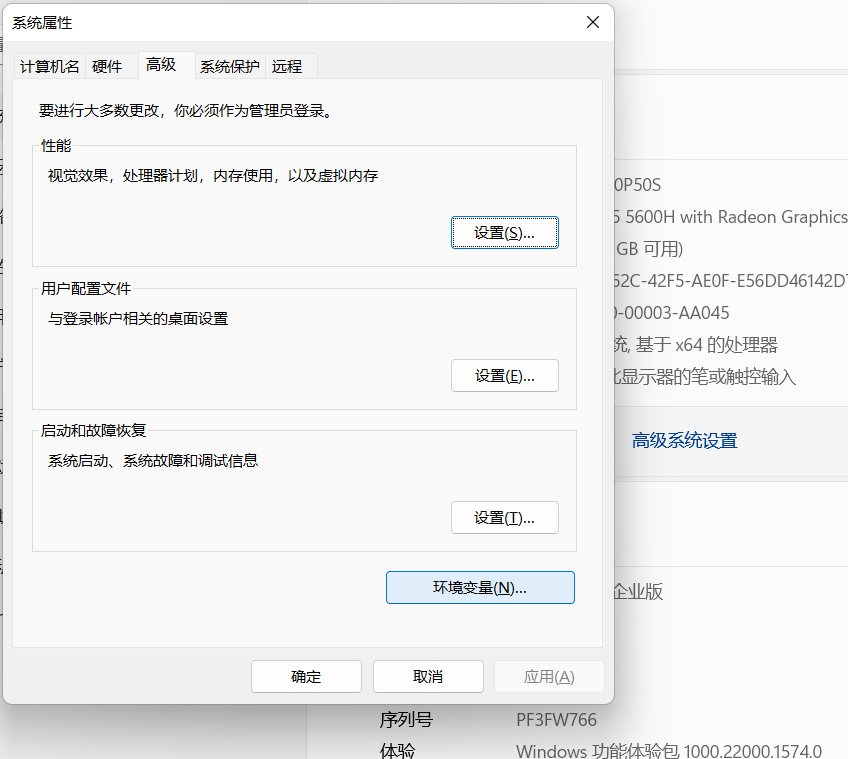 系统属性
计算机名
硬件
高级
系统保护
远程
要进行大多数更改，你必须作为管理员登录。
性能
视觉效果，处理器计划，内存使用，以及虚拟内存
设置(S)...
用户配置文件
与登录帐户相关的桌面设置
设置(E)...
启动和故障恢复
系统启动、系统故障和调试信息
设置(T)...
环境变量(N)...
确定
取消
应用(A)
0P50S
5 5600H with Radeon Graphics
GB 可用)
62C-42F5-AE0F-E56DD46142D
0-00003-AA045
统, 基于 x64 的处理器
显示器的笔或触控输入
高级系统设置
企业版
序列号 PF3FW766
体验 Windows 功能体验包 1000.22000.1574.0